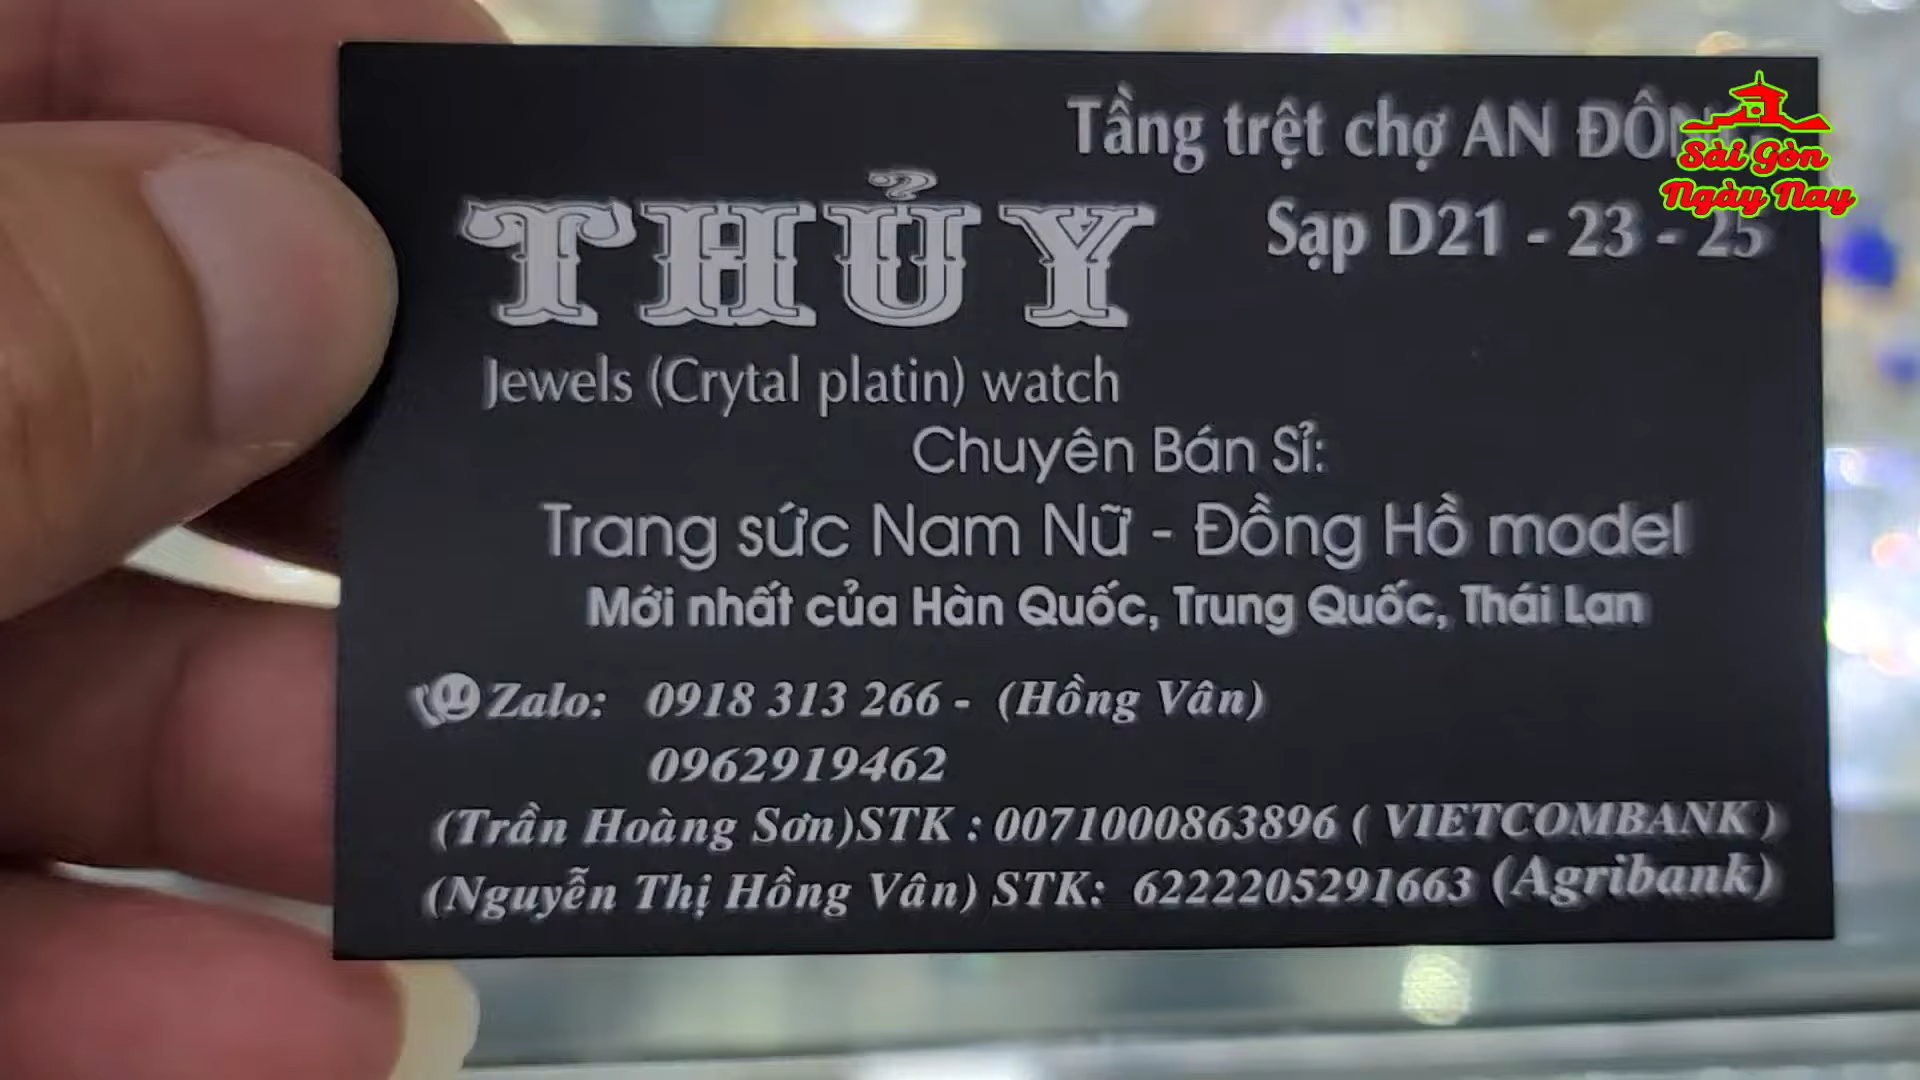 Tầng trệt chợ AN ĐÔNG
Sài Gòn
Ngày Nay
THỦY
Sạp D21 - 23 - 25
Jewels (Crytal platin) watch
Chuyên Bán Sỉ:
Trang sức Nam Nữ - Đồng Hồ model
Mới nhất của Hàn Quốc, Trung Quốc, Thái Lan
Zalo: 0918 313 266 - (Hồng Vân)
0962919462
(Trần Hoàng Sơn)STK : 0071000863896 ( VIETCOMBANK )
(Nguyễn Thị Hồng Vân) STK: 6222205291663 (Agribank)